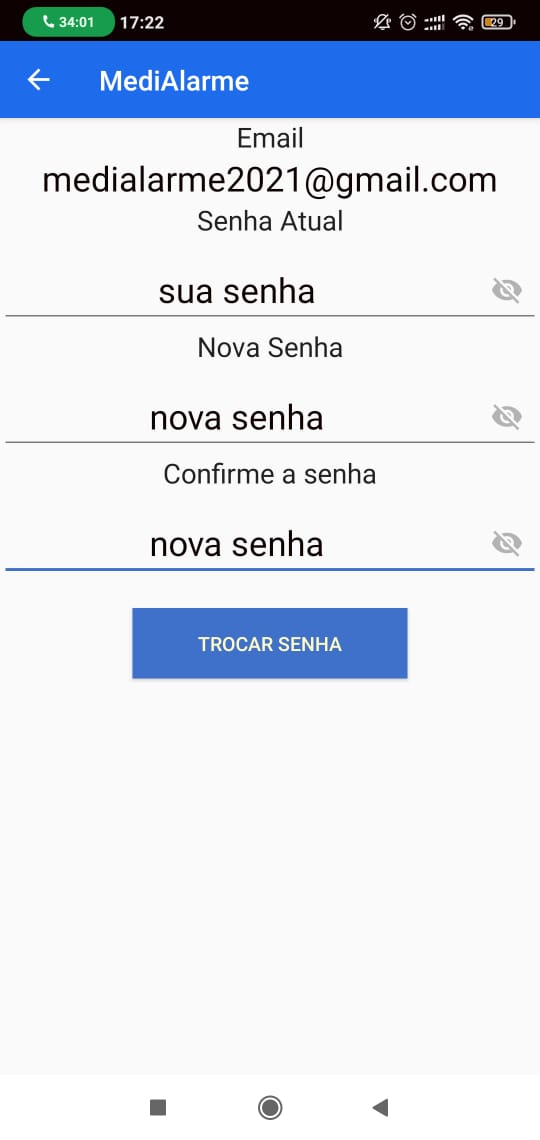 34:01 17:22 29
MediAlarme
Email
medialarme2021@gmail.com
Senha Atual
sua senha
Nova Senha
nova senha
Confirme a senha
nova senha
TROCAR SENHA